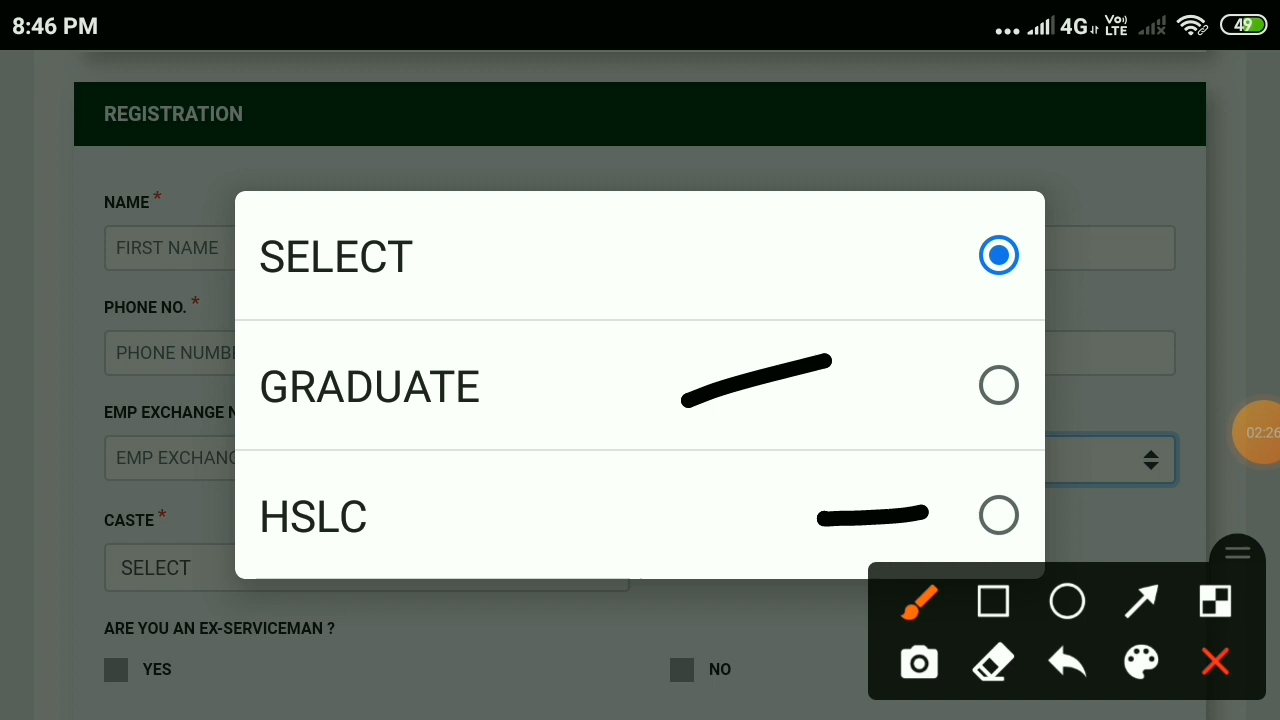 8:46 PM
4G Vo) LTE 49
REGISTRATION
NAME *
FIRST NAME
SELECT
PHONE NO. *
PHONE NUMBE
GRADUATE
EMP EXCHANGE N
EMP EXCHANG
02:26
HSLC
CASTE *
SELECT
ARE YOU AN EX-SERVICEMAN ?
YES
NO